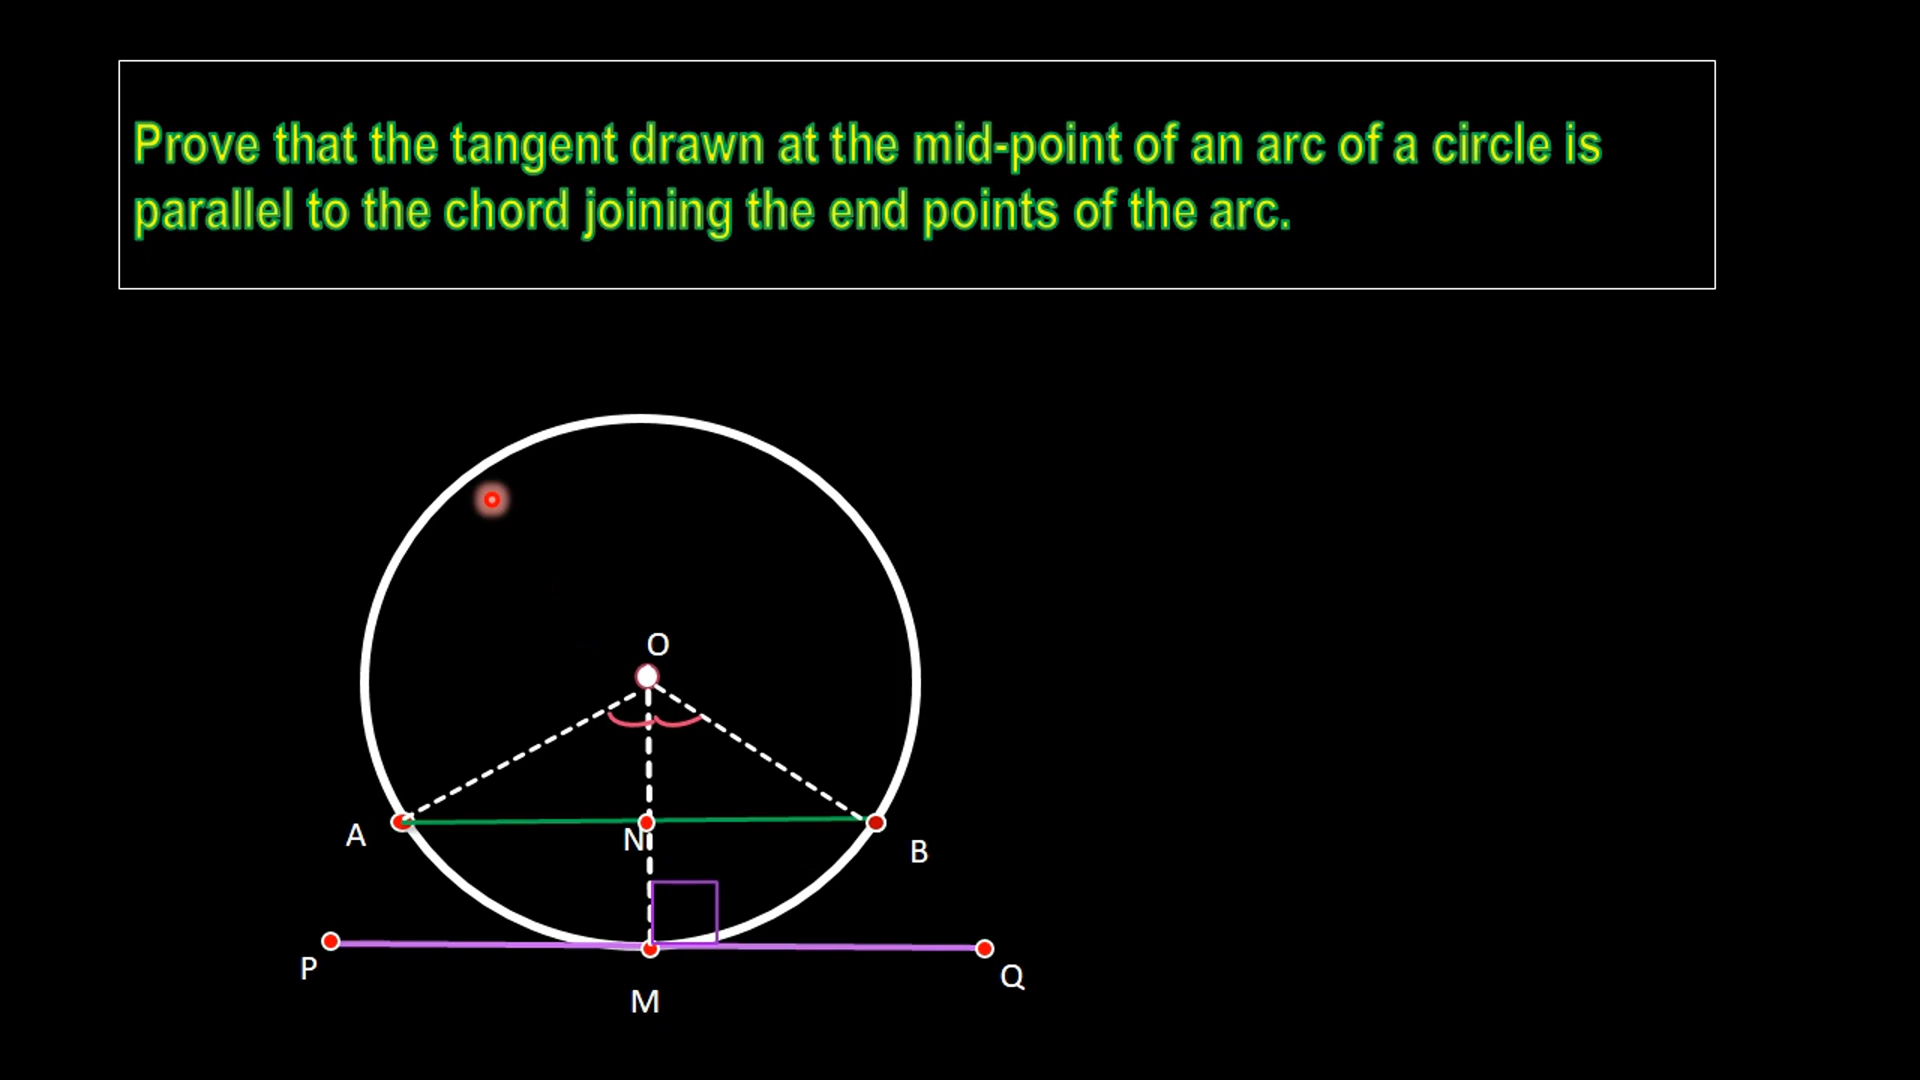 Prove that the tangent drawn at the mid-point of an arc of a circle is
parallel to the chord joining the end points of the arc.
O
A
N
B
P
Q
M